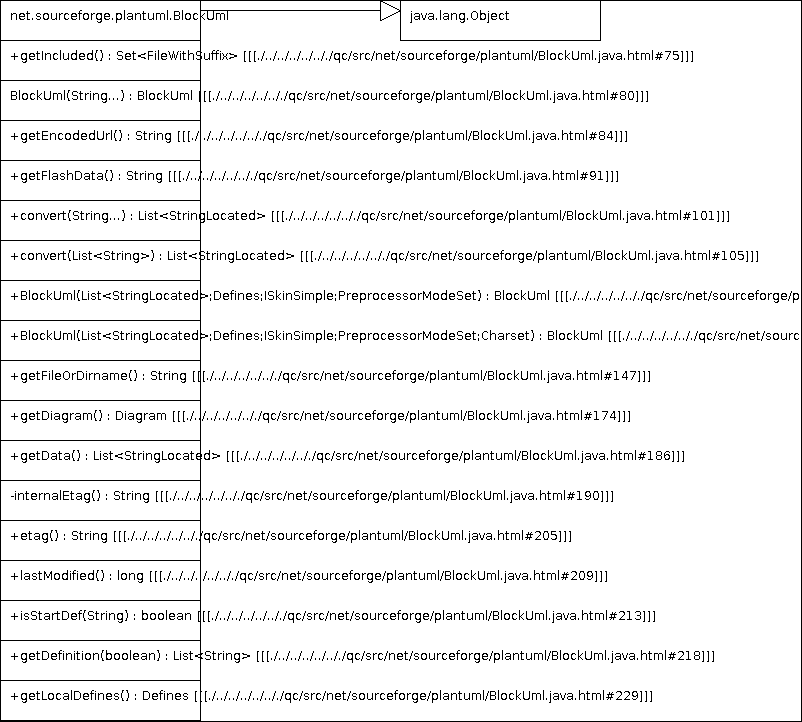 net.sourceforge.plantuml.BlockUml
java.lang.Object
+getIncluded() : Set<FileWithSuffix> [[[./../../../../././qc/src/net/sourceforge/plantuml/BlockUml.java.html#75]]]
BlockUml(String...) : BlockUml [[[./../../../../././qc/src/net/sourceforge/plantuml/BlockUml.java.html#80]]]
+getEncodedUrl() : String [[[./../../../../././qc/src/net/sourceforge/plantuml/BlockUml.java.html#84]]]
+getFlashData() : String [[[./../../../../././qc/src/net/sourceforge/plantuml/BlockUml.java.html#91]]]
+convert(String...) : List<StringLocated> [[[./../../../../././qc/src/net/sourceforge/plantuml/BlockUml.java.html#101]]]
+convert(List<String>) : List<StringLocated> [[[./../../../../././qc/src/net/sourceforge/plantuml/BlockUml.java.html#105]]]
+BlockUml(List<StringLocated>;Defines;ISkinSimple;PreprocessorModeSet) : BlockUml [[[./../../../../././qc/src/net/sourceforge/p
+BlockUml(List<StringLocated>;Defines;ISkinSimple;PreprocessorModeSet;Charset) : BlockUml [[[./../../../../././qc/src/net/sourc
+getFileOrDirname() : String [[[./../../../../././qc/src/net/sourceforge/plantuml/BlockUml.java.html#147]]]
+getDiagram() : Diagram [[[./../../../../././qc/src/net/sourceforge/plantuml/BlockUml.java.html#174]]]
+getData() : List<StringLocated> [[[./../../../../././qc/src/net/sourceforge/plantuml/BlockUml.java.html#186]]]
-internalEtag() : String [[[./../../../../././qc/src/net/sourceforge/plantuml/BlockUml.java.html#190]]]
+etag() : String [[[./../../../../././qc/src/net/sourceforge/plantuml/BlockUml.java.html#205]]]
+lastModified() : long [[[./../../../../././qc/src/net/sourceforge/plantuml/BlockUml.java.html#209]]]
+isStartDef(String) : boolean [[[./../../../../././qc/src/net/sourceforge/plantuml/BlockUml.java.html#213]]]
+getDefinition(boolean) : List<String> [[[./../../../../././qc/src/net/sourceforge/plantuml/BlockUml.java.html#218]]]
+getLocalDefines() : Defines [[[./../../../../././qc/src/net/sourceforge/plantuml/BlockUml.java.html#229]]]